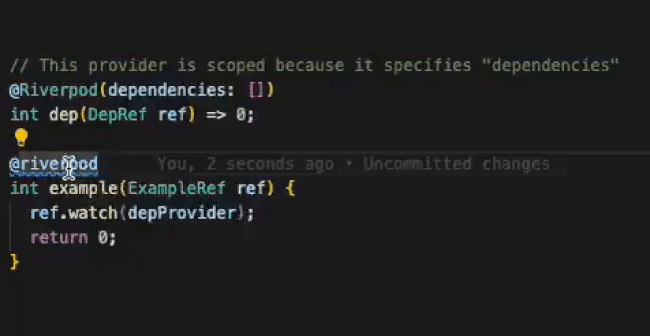 // This provider is scoped because it specifies "dependencies"
@Riverpod(dependencies: [])
int dep(DepRef ref) => 0;
@riverpod You, 2 seconds ago • Uncommitted changes
int example(ExampleRef ref) {
ref.watch(depProvider);
return 0;
}